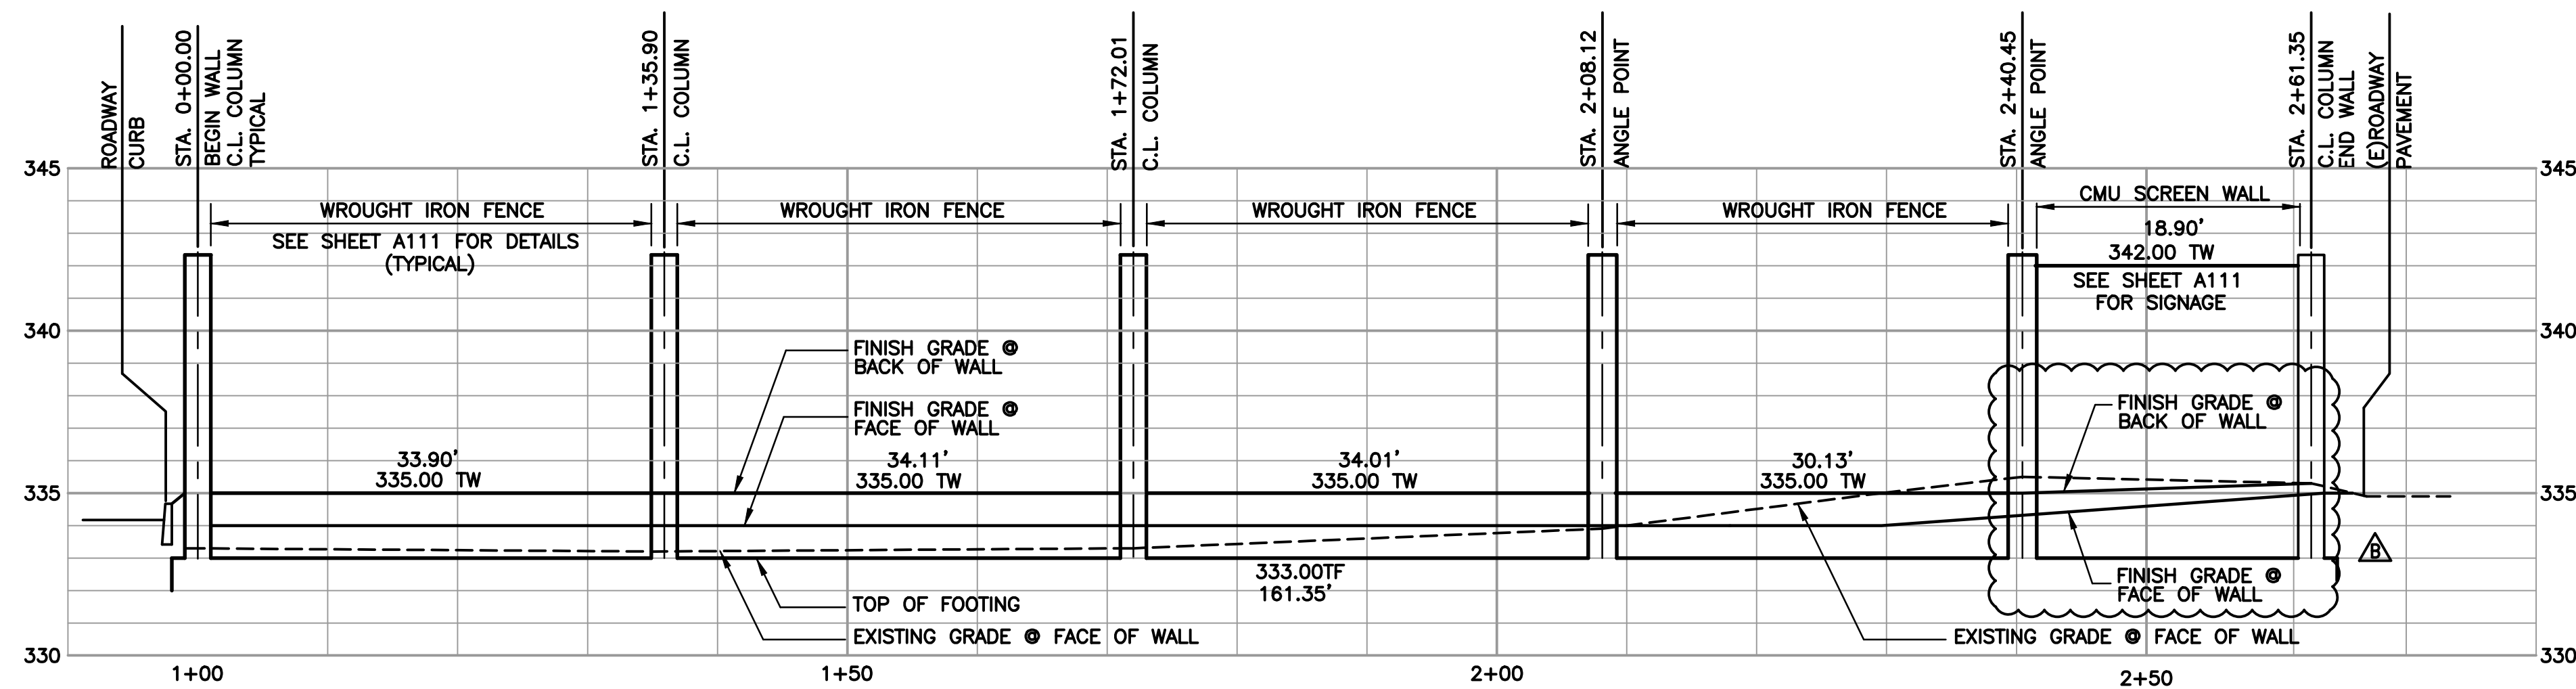 ROADWAY
CURB
STA. 0+00.00
BEGIN WALL
C.L. COLUMN
TYPICAL
STA. 1+35.90
C.L. COLUMN
STA. 1+72.01
C.L. COLUMN
STA. 2+08.12
ANGLE POINT
STA. 2+40.45
ANGLE POINT
STA. 2+61.35
C.L. COLUMN
END WALL
(E)ROADWAY
PAVEMENT
345
345
WROUGHT IRON FENCE
SEE SHEET A111 FOR DETAILS
(TYPICAL)
WROUGHT IRON FENCE
WROUGHT IRON FENCE
WROUGHT IRON FENCE
CMU SCREEN WALL
18.90'
342.00 TW
SEE SHEET A111
FOR SIGNAGE
340
340
FINISH GRADE @
BACK OF WALL
FINISH GRADE @
FACE OF WALL
FINISH GRADE @
BACK OF WALL
33.90'
335.00 TW
34.11'
335.00 TW
34.01'
335.00 TW
30.13'
335.00 TW
335
335
333.00TF
161.35'
TOP OF FOOTING
EXISTING GRADE @ FACE OF WALL
FINISH GRADE @
FACE OF WALL
B
EXISTING GRADE @ FACE OF WALL
330
330
1+00
1+50
2+00
2+50